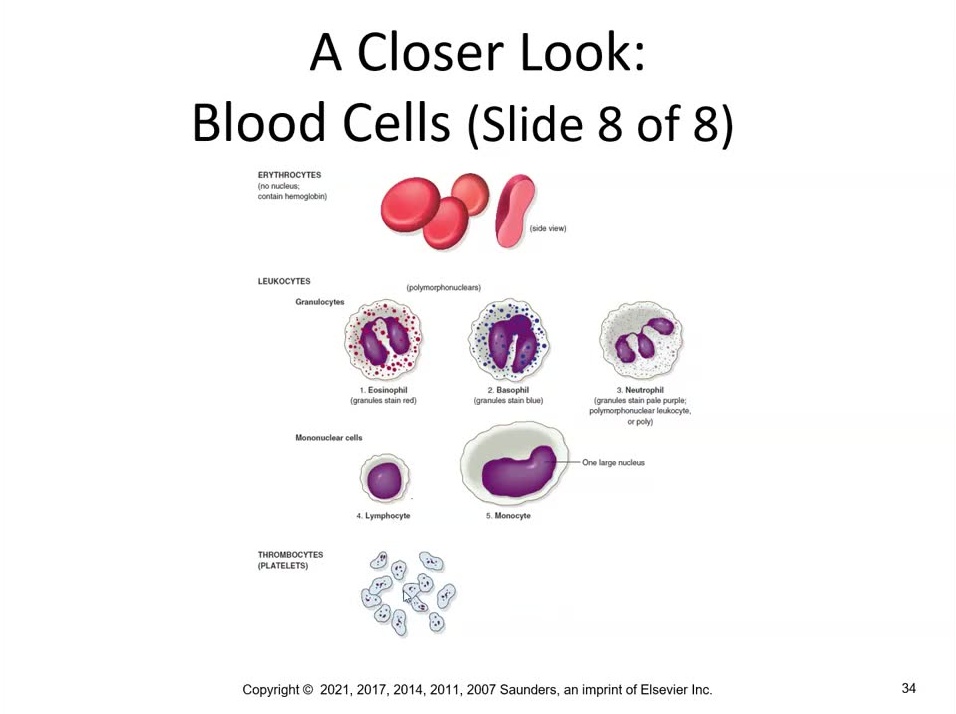 A Closer Look:
Blood Cells (Slide 8 of 8)
ERYTHROCYTES
(no nucleus;
contain hemoglobin)
(side view)
LEUKOCYTES
(polymorphonuclears)
Granulocytes
1. Eosinophil
(granules stain red)
2. Basophil
(granules stain blue)
3. Neutrophil
(granules stain pale purple;
polymorphonuclear leukocyte,
or poly)
Mononuclear cells
One large nucleus
4. Lymphocyte
5. Monocyte
THROMBOCYTES
(PLATELETS)
Copyright © 2021, 2017, 2014, 2011, 2007 Saunders, an imprint of Elsevier Inc.
34